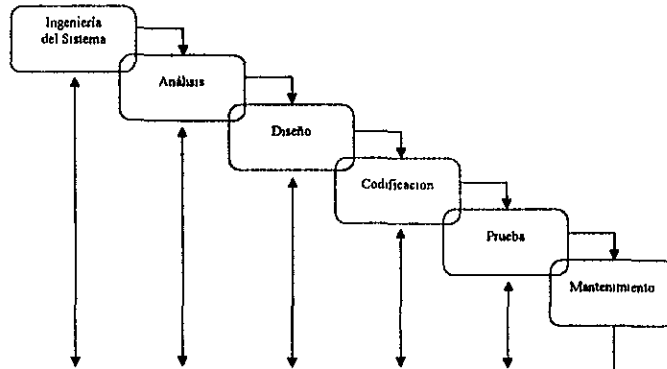 Ingeniería
del Sistema
Análisis
Diseño
Codificacion
Prueba
Mantenimiento